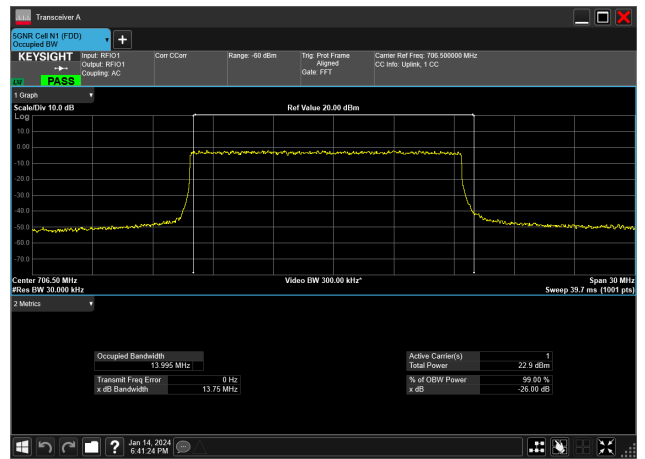 Transceiver A
5GNR Cell N1 (FDD)
Occupied BW
KEYSIGHT
Input: RFIO1
Output: RFIO1
Coupling: AC
Corr CCorr
Range: -60 dBm
Trig: Prot Frame
Aligned
Gate: FFT
Carrier Ref Freq: 706.500000 MHz
CC Info: Uplink, 1 CC
PASS
1 Graph
Scale/Div 10.0 dB
Ref Value 20.00 dBm
Log
10.0
0.00
-10.0
-20.0
-30.0
-40.0
-50.0
-60.0
-70.0
Center 706.50 MHz
Video BW 300.00 kHz*
Span 30 MHz
#Res BW 30.000 kHz
Sweep 39.7 ms (1001 pts)
2 Metrics
Occupied Bandwidth
13.995 MHz
Active Carrier(s) 1
Total Power 22.9 dBm
Transmit Freq Error 0 Hz
x dB Bandwidth 13.75 MHz
% of OBW Power 99.00 %
x dB -26.00 dB
Jan 14, 2024
6:41:24 PM